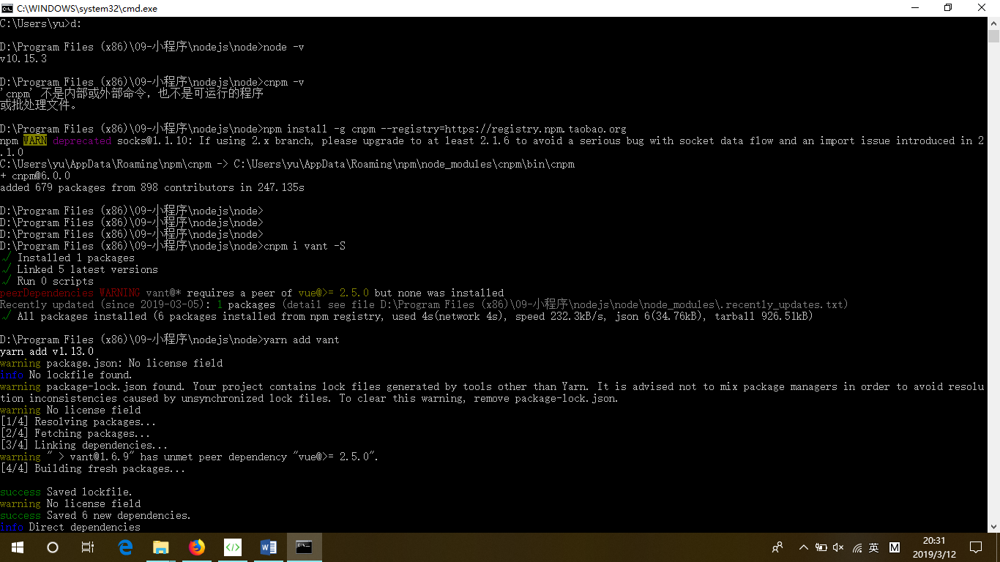 C:\WINDOWS\system32\cmd.exe
C:\Users\yu>d:
D:\Program Files (x86)\09-小程序\nodejs\node>node -v
v10.15.3
D:\Program Files (x86)\09-小程序\nodejs\node>cnpm -v
'cnpm' 不是内部或外部命令，也不是可运行的程序
或批处理文件。
D:\Program Files (x86)\09-小程序\nodejs\node>npm install -g cnpm --registry=https://registry.npm.taobao.org
npm WARN deprecated socks@1.1.10: If using 2.x branch, please upgrade to at least 2.1.6 to avoid a serious bug with socket data flow and an import issue introduced in 2
.1.0
C:\Users\yu\AppData\Roaming\npm\cnpm -> C:\Users\yu\AppData\Roaming\npm\node_modules\cnpm\bin\cnpm
+ cnpm@6.0.0
added 679 packages from 898 contributors in 247.135s
D:\Program Files (x86)\09-小程序\nodejs\node>
D:\Program Files (x86)\09-小程序\nodejs\node>
D:\Program Files (x86)\09-小程序\nodejs\node>
D:\Program Files (x86)\09-小程序\nodejs\node>cnpm i vant -S
√ Installed 1 packages
√ Linked 5 latest versions
√ Run 0 scripts
peerDependencies WARNING vant@* requires a peer of vue@>= 2.5.0 but none was installed
Recently updated (since 2019-03-05): 1 packages (detail see file D:\Program Files (x86)\09-小程序\nodejs\node\node_modules\.recently_updates.txt)
√ All packages installed (6 packages installed from npm registry, used 4s(network 4s), speed 232.3kB/s, json 6(34.76kB), tarball 926.51kB)
D:\Program Files (x86)\09-小程序\nodejs\node>yarn add vant
yarn add v1.13.0
warning package.json: No license field
info No lockfile found.
warning package-lock.json found. Your project contains lock files generated by tools other than Yarn. It is advised not to mix package managers in order to avoid resolu
tion inconsistencies caused by unsynchronized lock files. To clear this warning, remove package-lock.json.
warning No license field
[1/4] Resolving packages...
[2/4] Fetching packages...
[3/4] Linking dependencies...
warning " > vant@1.6.9" has unmet peer dependency "vue@>= 2.5.0".
[4/4] Building fresh packages...
success Saved lockfile.
warning No license field
success Saved 6 new dependencies.
info Direct dependencies
英 M
20:31
2019/3/12